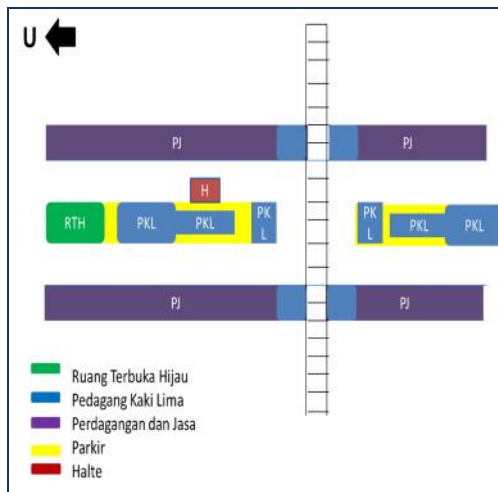 U
PJ
PJ
H
RTH
PKL
PKL
PK
L
PK
L
PKL
PKL
PJ
PJ
Ruang Terbuka Hijau
Pedagang Kaki Lima
Perdagangan dan Jasa
Parkir
Halte